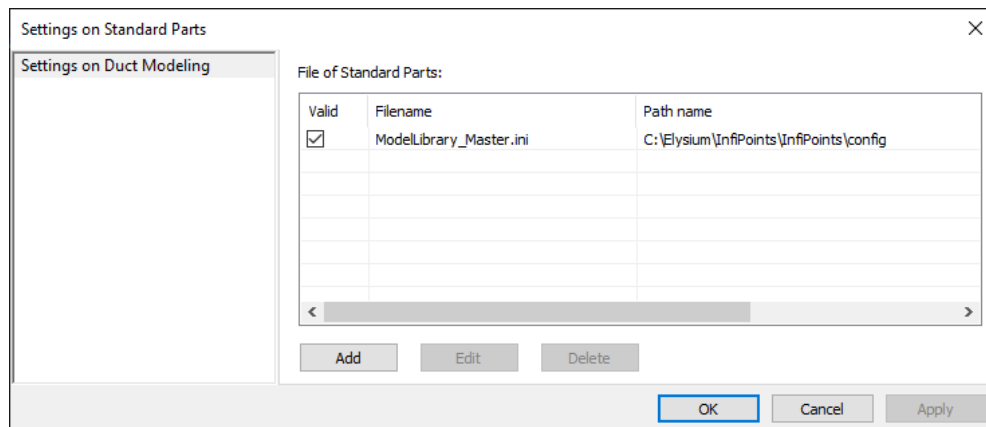 Settings on Standard Parts
Settings on Duct Modeling
File of Standard Parts:
Valid Filename Path name
ModelLibrary_Master.ini C:\Elysium\InfiPoints\InfiPoints\config
Add Edit Delete
OK Cancel Apply